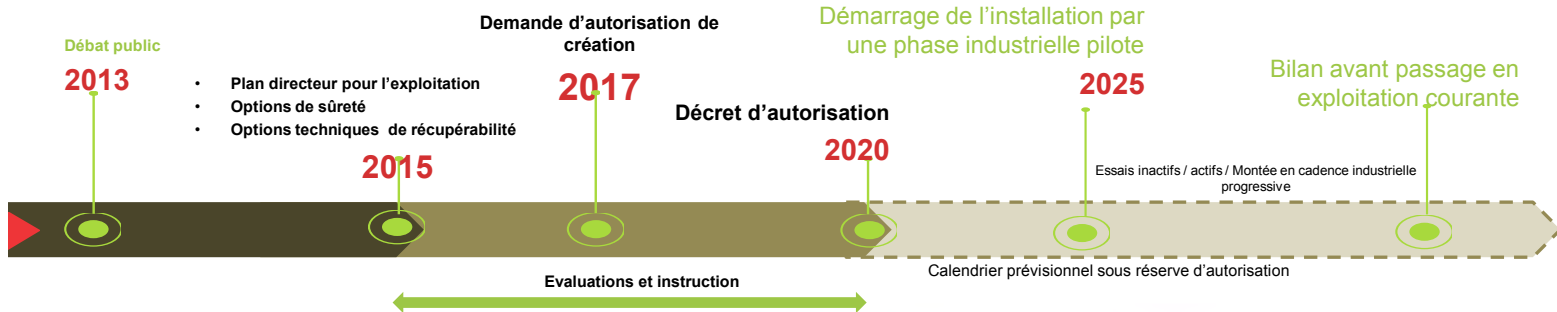 Débat public
2013
• Plan directeur pour l'exploitation
• Options de sûreté
• Options techniques de récupérabilité
2015
Demande d'autorisation de
création
2017
Décret d'autorisation
2020
Démarrage de l'installation par
une phase industrielle pilote
2025
Bilan avant passage en
exploitation courante
Essais inactifs / actifs / Montée en cadence industrielle
progressive
Evaluations et instruction
Calendrier prévisionnel sous réserve d'autorisation